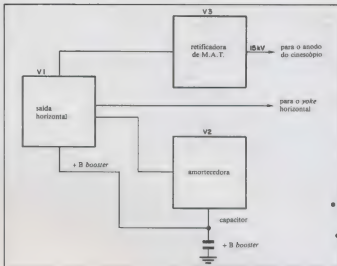 V3
retificadora
de M.A.T.
15kV
para o anodo
do cinescópio
V1
saída
horizontal
para o yoke
horizontal
V2
+ B booster
amortecedora
capacitor
+ B booster